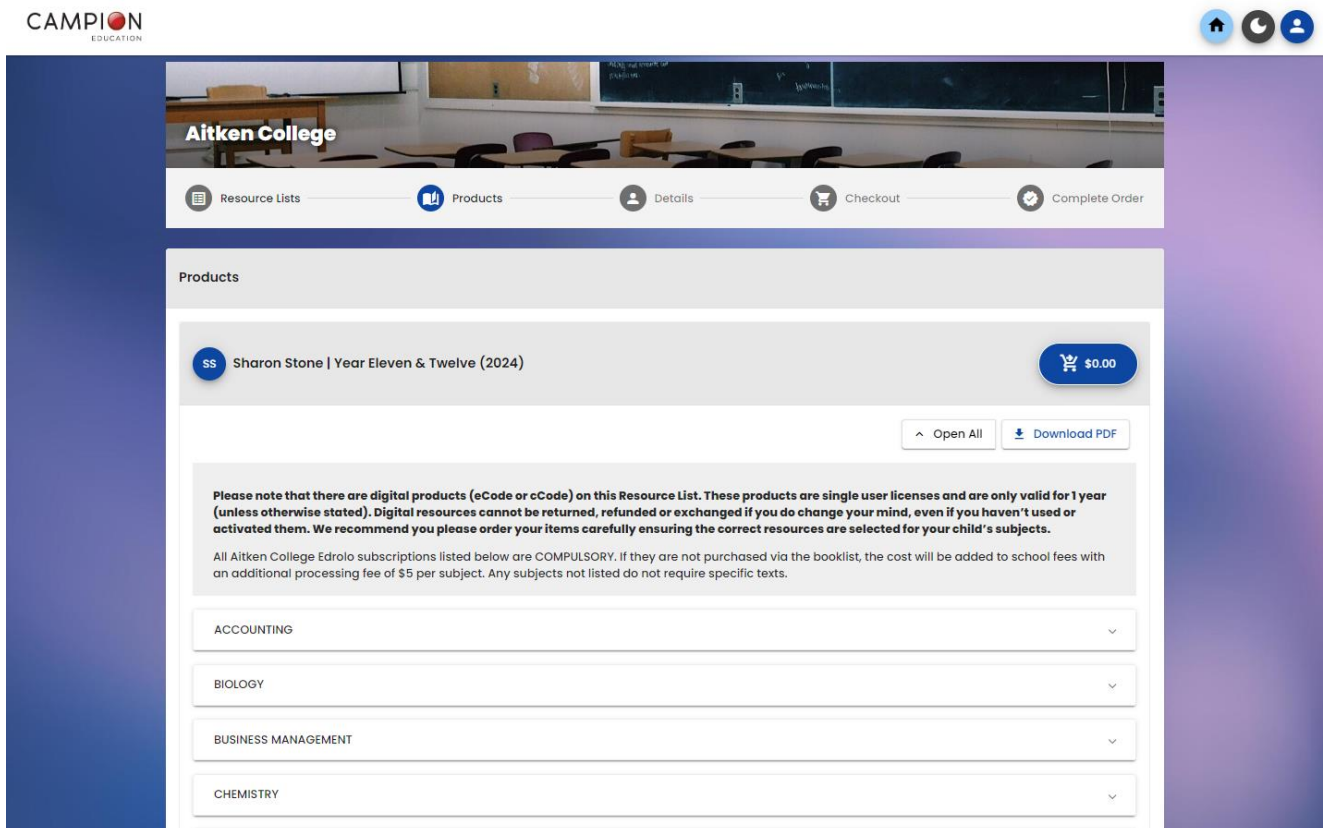 CAMPION
EDUCATION
Aitken College
Resource Lists
Products
Details
Checkout
Complete Order
Products
SS
Sharon Stone | Year Eleven & Twelve (2024)
$0.00
Open All
Download PDF
Please note that there are digital products (eCode or cCode) on this Resource List. These products are single user licenses and are only valid for 1 year
(unless otherwise stated). Digital resources cannot be returned, refunded or exchanged if you do change your mind, even if you haven't used or
activated them. We recommend you please order your items carefully ensuring the correct resources are selected for your child's subjects.
All Aitken College Edrolo subscriptions listed below are COMPULSORY. If they are not purchased via the booklist, the cost will be added to school fees with
an additional processing fee of $5 per subject. Any subjects not listed do not require specific texts.
ACCOUNTING
BIOLOGY
BUSINESS MANAGEMENT
CHEMISTRY